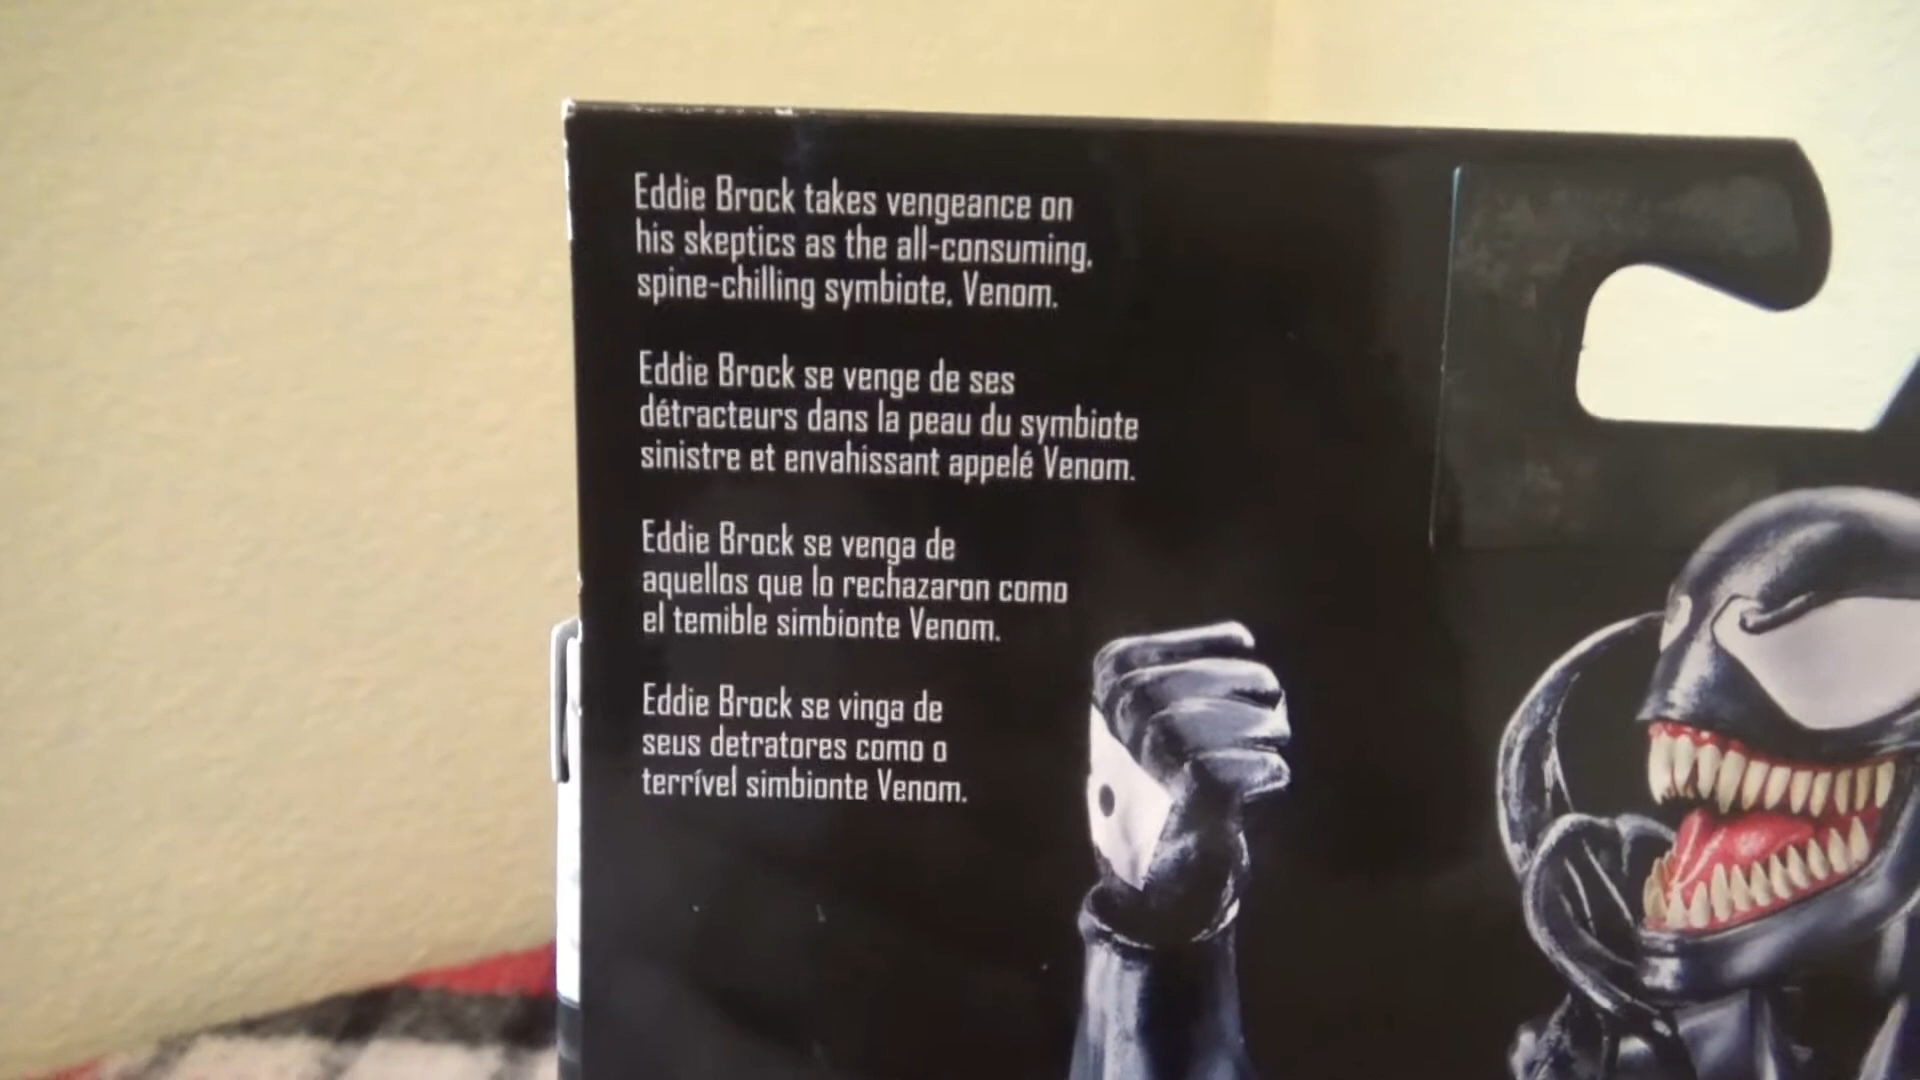 Eddie Brock takes vengeance on
his skeptics as the all-consuming,
spine-chilling symbiote, Venom.
Eddie Brock se venge de ses
détracteurs dans la peau du symbiote
sinistre et envahissant appelé Venom.
Eddie Brock se venga de
aquellos que lo rechazaron como
el temible simbionte Venom.
Eddie Brock se vinga de
seus detratores como o
terrível simbionte Venom.